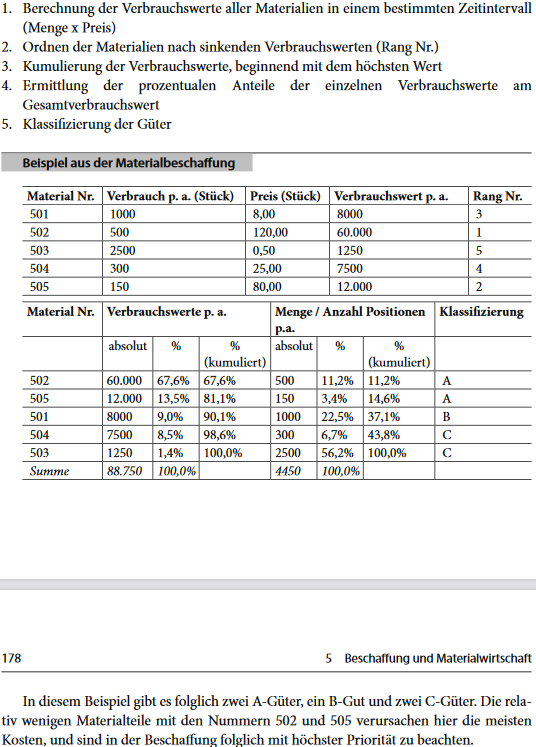 1. Berechnung der Verbrauchswerte aller Materialien in einem bestimmten Zeitintervall
(Menge x Preis)
2. Ordnen der Materialien nach sinkenden Verbrauchswerten (Rang Nr.)
3. Kumulierung der Verbrauchswerte, beginnend mit dem höchsten Wert
4. Ermittlung der prozentualen Anteile der einzelnen Verbrauchswerte am
Gesamtverbrauchswert
5. Klassifizierung der Güter
Beispiel aus der Materialbeschaffung
Material Nr. Verbrauch p. a. (Stück) Preis (Stück) Verbrauchswert p. a. Rang Nr.
501 1000 8,00 8000 3
502 500 120,00 60.000 1
503 2500 0,50 1250 5
504 300 25,00 7500 4
505 150 80,00 12.000 2
Material Nr. Verbrauchswerte p. a. Menge / Anzahl Positionen Klassifizierung
p.a.
absolut % % absolut % %
(kumuliert) (kumuliert)
502 60.000 67,6% 67,6% 500 11,2% 11,2% A
505 12.000 13,5% 81,1% 150 3,4% 14,6% A
501 8000 9,0% 90,1% 1000 22,5% 37,1% B
504 7500 8,5% 98,6% 300 6,7% 43,8% C
503 1250 1,4% 100,0% 2500 56,2% 100,0% C
Summe 88.750 100,0% 4450 100,0%
178 5 Beschaffung und Materialwirtschaft
In diesem Beispiel gibt es folglich zwei A-Güter, ein B-Gut und zwei C-Güter. Die rela-
tiv wenigen Materialteile mit den Nummern 502 und 505 verursachen hier die meisten
Kosten, und sind in der Beschaffung folglich mit höchster Priorität zu beachten.